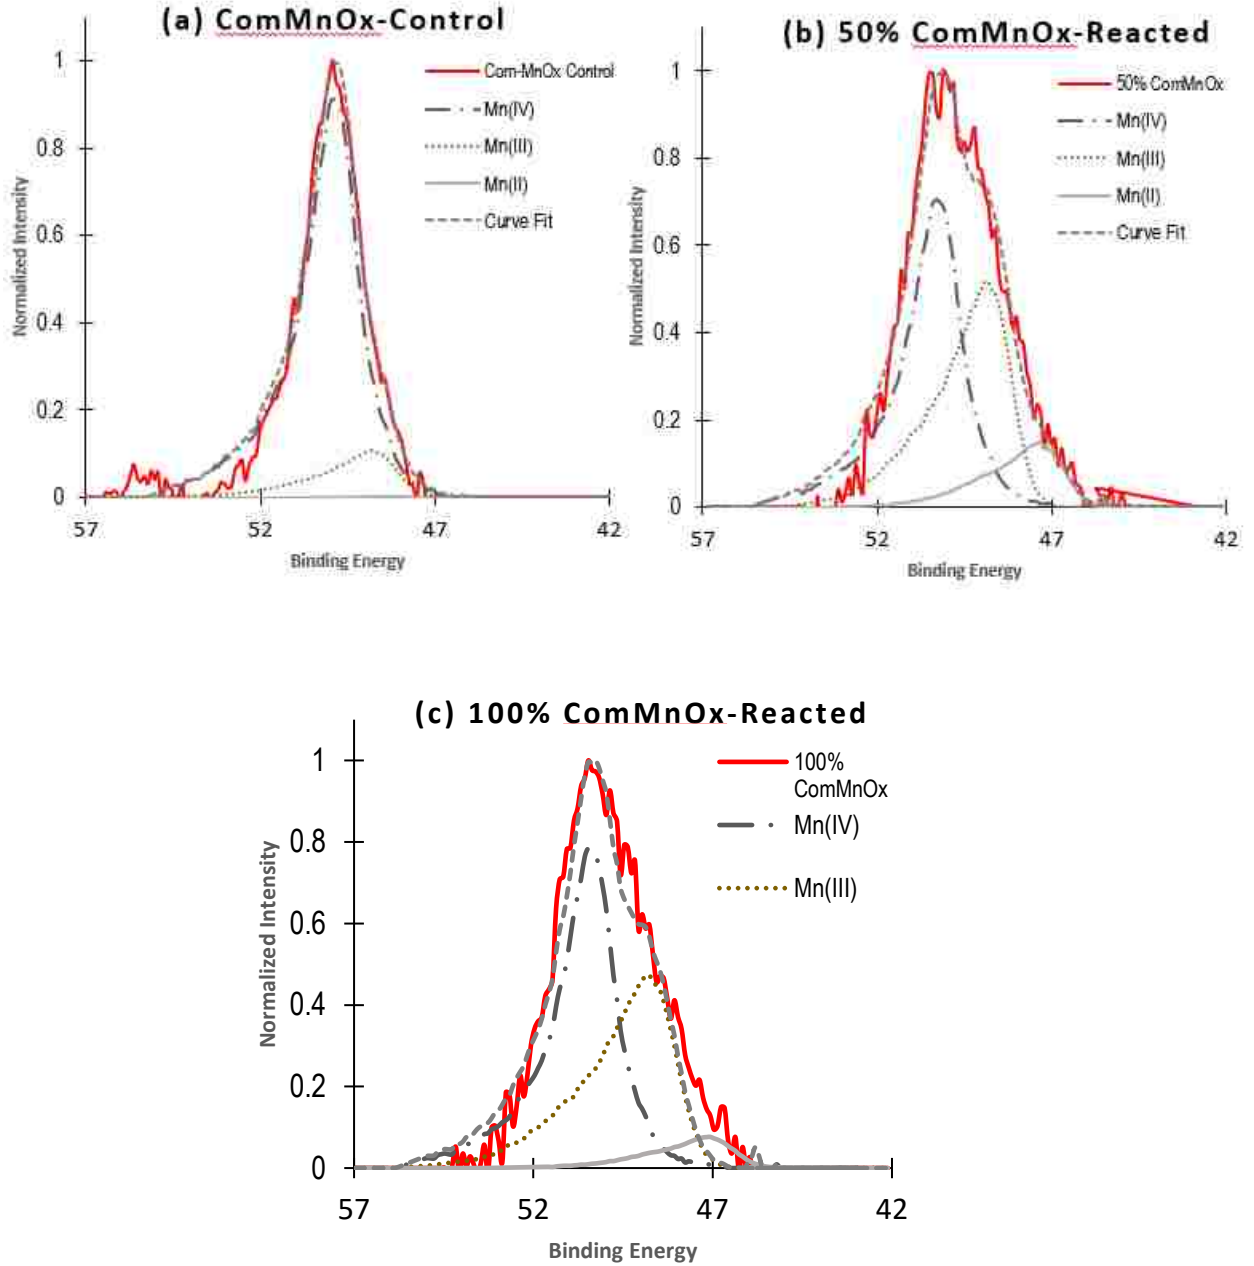 (a) ComMnOx-Control
Com-MnOx Control
Mn(IV)
Mn(III)
Mn(II)
Curve Fit
Normalized Intensity
1
0.8
0.6
0.4
0.2
0
57
52
47
42
Binding Energy
(b) 50% ComMnOx-Reacted
50% ComMnOx
Mn(IV)
Mn(III)
Mn(II)
Curve Fit
Normalized Intensity
1
0.8
0.6
0.4
0.2
0
57
52
47
42
Binding Energy
(c) 100% ComMnOx-Reacted
100%
ComMnOx
Mn(IV)
Mn(III)
Normalized Intensity
1
0.8
0.6
0.4
0.2
0
57
52
47
42
Binding Energy